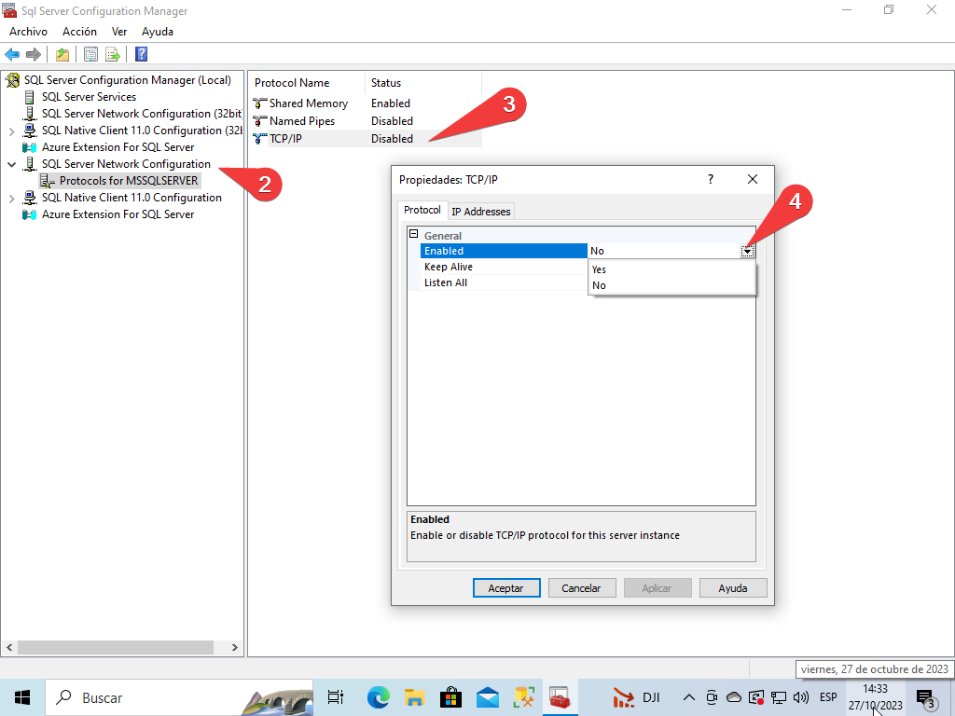 Sql Server Configuration Manager
Archivo Acción Ver Ayuda
SQL Server Configuration Manager (Local)
SQL Server Services
SQL Server Network Configuration (32bit
SQL Native Client 11.0 Configuration (32b
Azure Extension For SQL Server
SQL Server Network Configuration
Protocols for MSSQLSERVER
SQL Native Client 11.0 Configuration
Azure Extension For SQL Server
2
Protocol Name Status
Shared Memory Enabled
Named Pipes Disabled
TCP/IP Disabled
3
Propiedades: TCP/IP ?
Protocol IP Addresses
4
General
Enabled No
Keep Alive Yes
Listen All No
Enabled
Enable or disable TCP/IP protocol for this server instance
Aceptar Cancelar Aplicar Ayuda
viernes, 27 de octubre de 2023
Buscar DJI ESP 14:33
27/10/2023 3